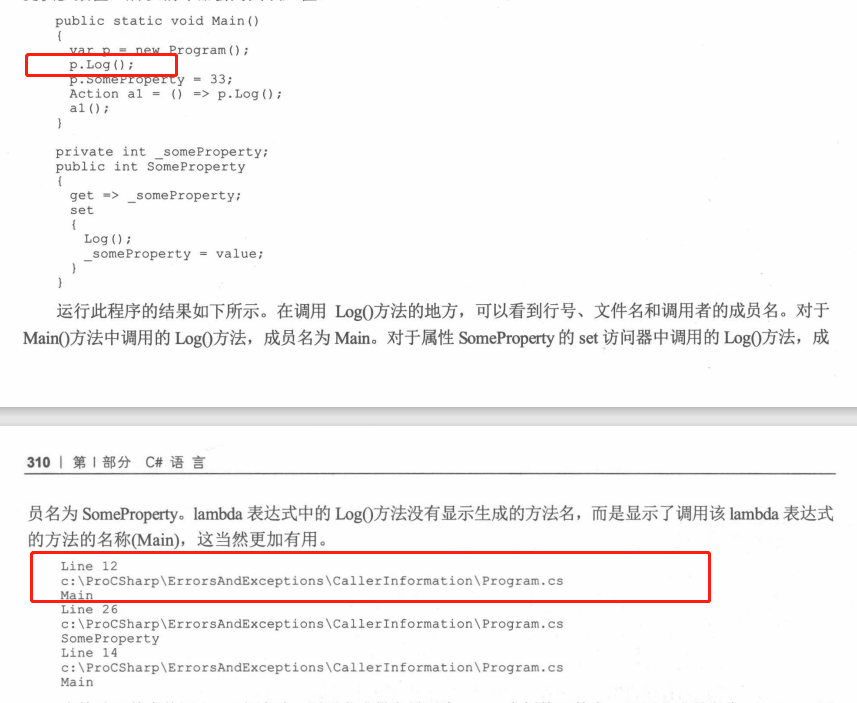 public static void Main()
{
var p = new Program();
p.Log();
p.SomeProperty = 33;
Action a1 = () => p.Log();
a1();
}
private int _someProperty;
public int SomeProperty
{
get => _someProperty;
set
{
Log();
_someProperty = value;
}
}
运行此程序的结果如下所示。在调用 Log()方法的地方，可以看到行号、文件名和调用者的成员名。对于
Main()方法中调用的 Log()方法，成员名为 Main。对于属性 SomeProperty 的 set 访问器中调用的 Log()方法，成
310 | 第Ⅰ部分 C# 语 言
员名为 SomeProperty。lambda 表达式中的 Log()方法没有显示生成的方法名，而是显示了调用该 lambda 表达式
的方法的名称(Main)，这当然更加有用。
Line 12
c:\ProCSharp\ErrorsAndExceptions\CallerInformation\Program.cs
Main
Line 26
c:\ProCSharp\ErrorsAndExceptions\CallerInformation\Program.cs
SomeProperty
Line 14
c:\ProCSharp\ErrorsAndExceptions\CallerInformation\Program.cs
Main